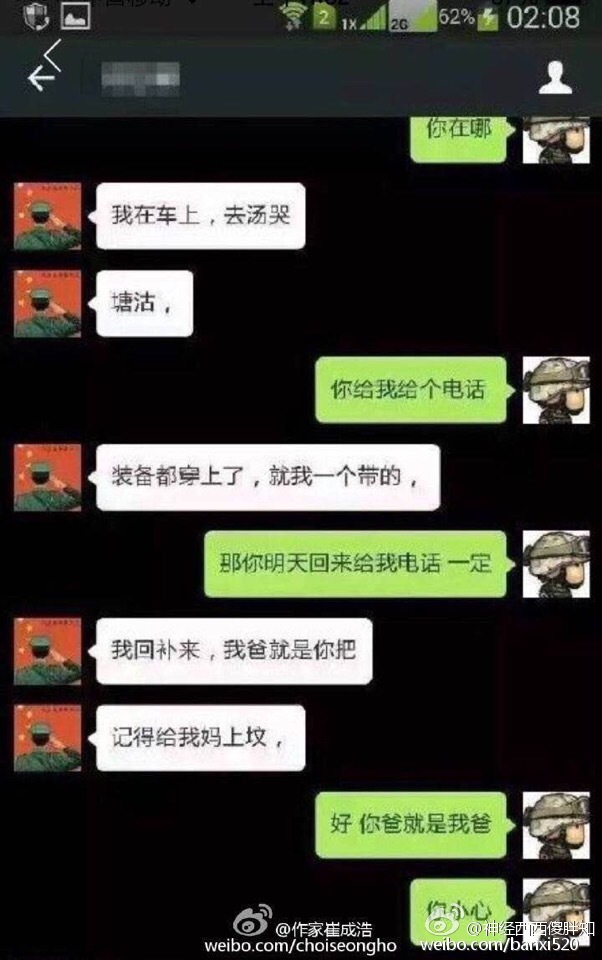 2
1X
2G
62%
02:08
你在哪
我在车上，去汤哭
塘沽，
你给我给个电话
装备都穿上了，就我一个带的，
那你明天回来给我电话 一定
我回补来，我爸就是你把
记得给我妈上坟，
好 你爸就是我爸
你小心
@作家崔成浩
weibo.com/choiseongho
@神经西西傻胖知
weibo.com/banxi520